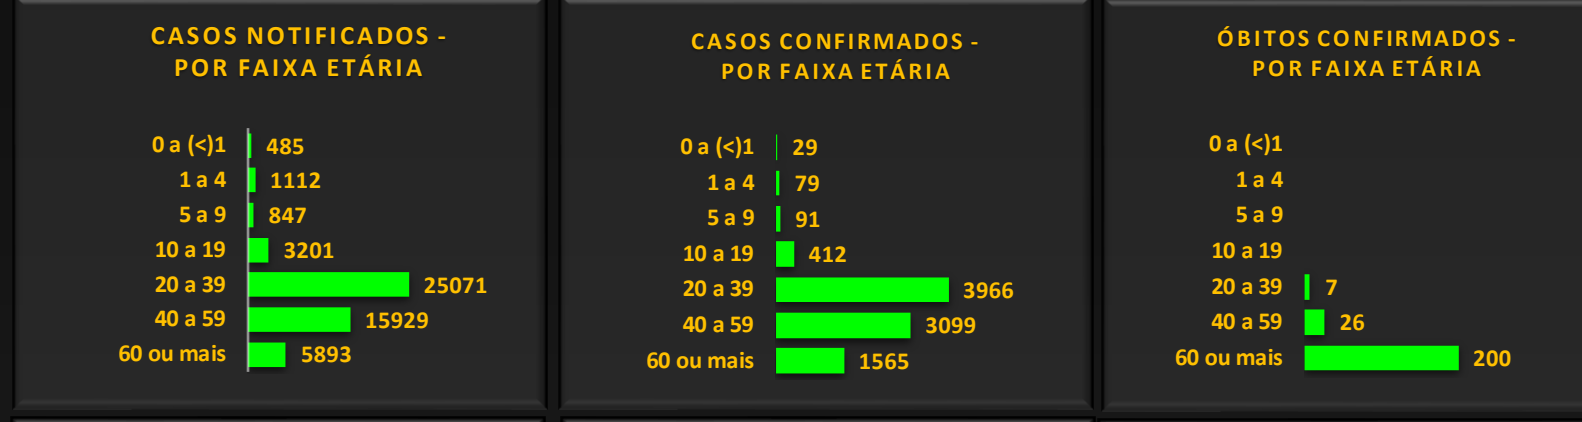 CASOS NOTIFICADOS -
POR FAIXA ETÁRIA
0 a (<)1 485
1 a 4 1112
5 a 9 847
10 a 19 3201
20 a 39 25071
40 a 59 15929
60 ou mais 5893
CASOS CONFIRMADOS -
POR FAIXA ETÁRIA
0 a (<)1 29
1 a 4 79
5 a 9 91
10 a 19 412
20 a 39 3966
40 a 59 3099
60 ou mais 1565
ÓBITOS CONFIRMADOS -
POR FAIXA ETÁRIA
0 a (<)1
1 a 4
5 a 9
10 a 19
20 a 39 7
40 a 59 26
60 ou mais 200